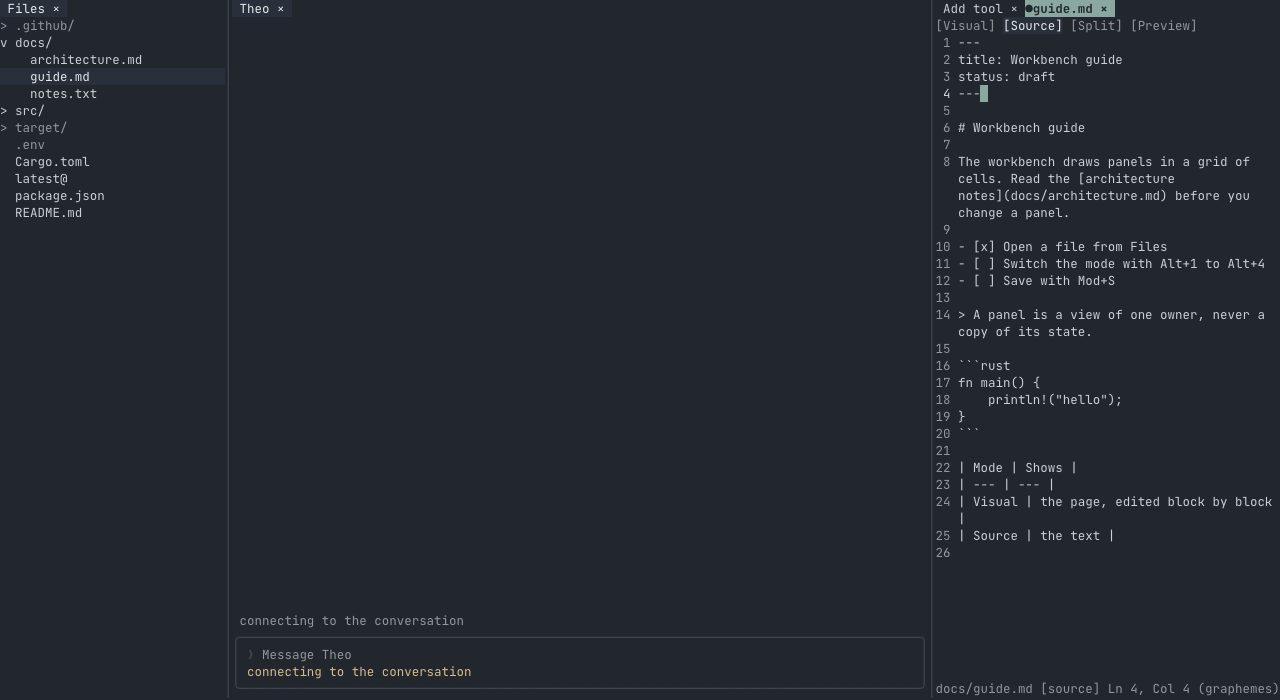 Files ×
> .github/
v docs/
architecture.md
guide.md
notes.txt
> src/
> target/
.env
Cargo.toml
latest@
package.json
README.md
Theo ×
connecting to the conversation
⟩ Message Theo
connecting to the conversation
Add tool × ●guide.md ×
[Visual] [Source] [Split] [Preview]
1 ---
2 title: Workbench guide
3 status: draft
4 ---
5
6 # Workbench guide
7
8 The workbench draws panels in a grid of
cells. Read the [architecture
notes](docs/architecture.md) before you
change a panel.
9
10 - [x] Open a file from Files
11 - [ ] Switch the mode with Alt+1 to Alt+4
12 - [ ] Save with Mod+S
13
14 > A panel is a view of one owner, never a
copy of its state.
15
16 ```rust
17 fn main() {
18     println!("hello");
19 }
20 ```
21
22 | Mode | Shows |
23 | --- | --- |
24 | Visual | the page, edited block by block
|
25 | Source | the text |
26
docs/guide.md [source] Ln 4, Col 4 (graphemes)